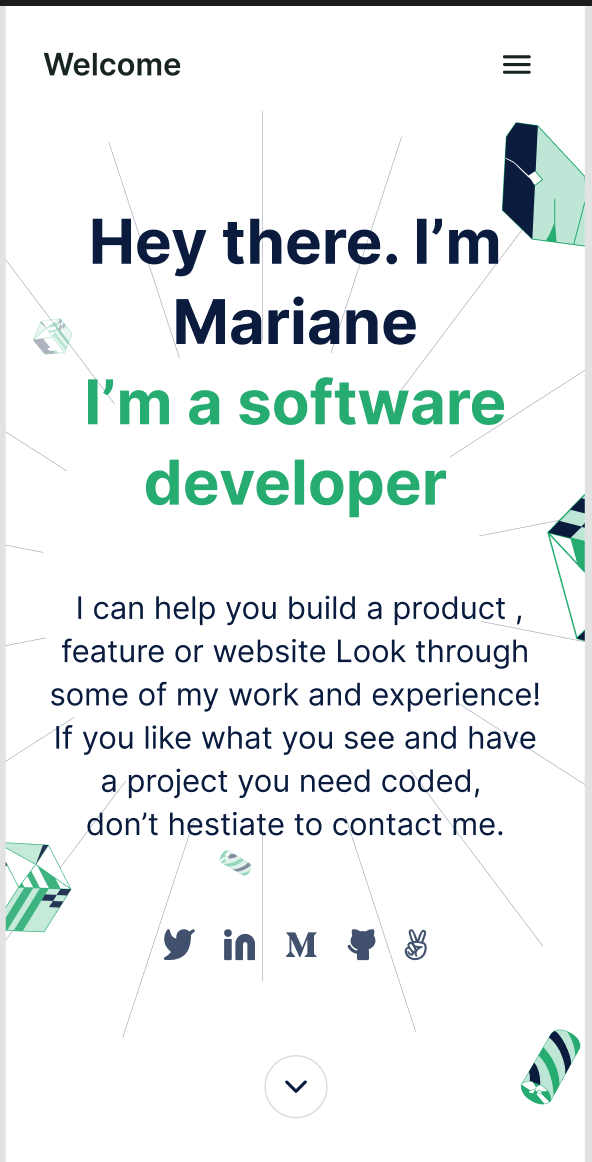 Welcome
Hey there. I’m
Mariane
I’m a software
developer
I can help you build a product ,
feature or website Look through
some of my work and experience!
If you like what you see and have
a project you need coded,
don’t hestiate to contact me.